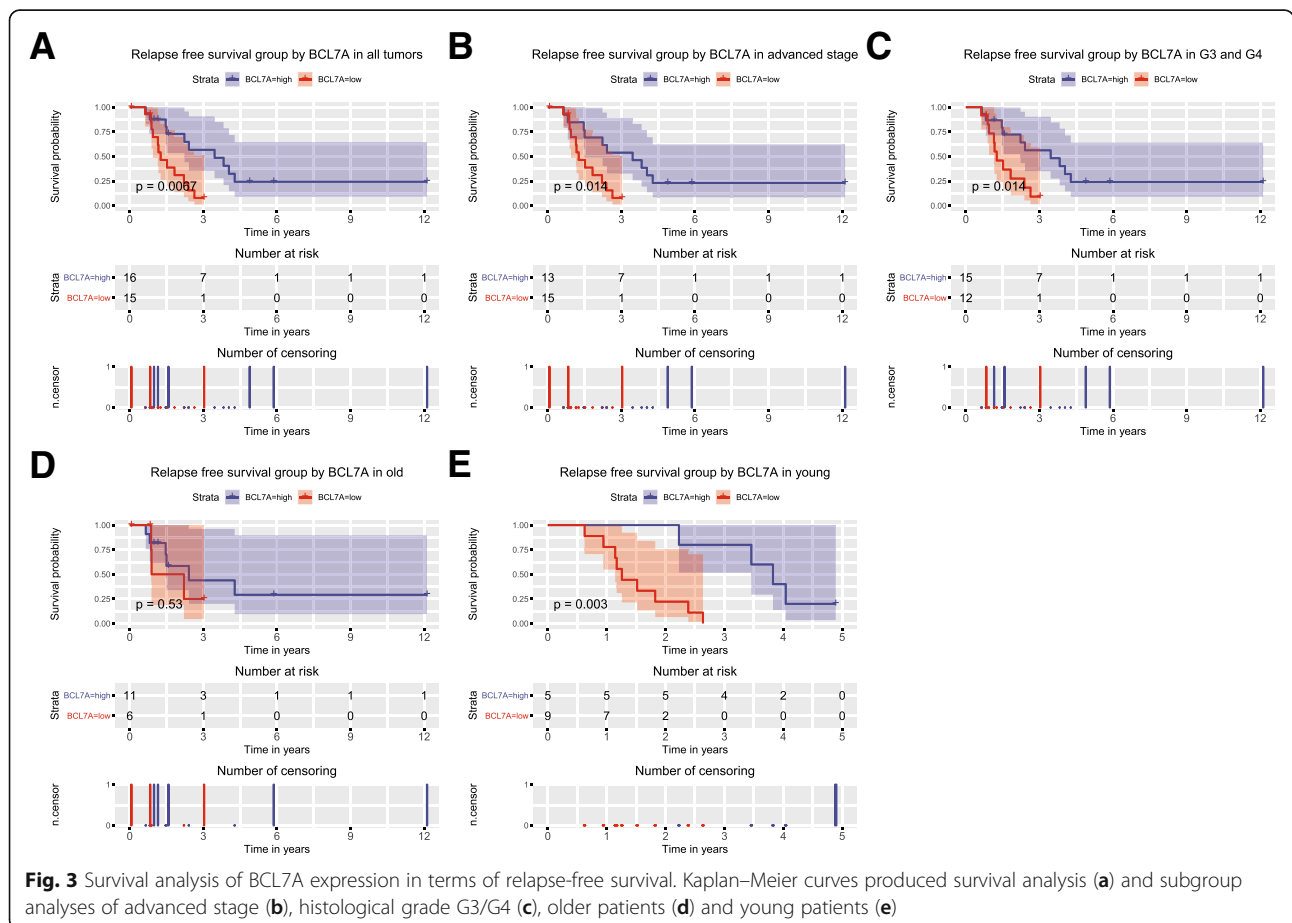 A
Relapse free survival group by BCL7A in all tumors
Strata BCL7A=high BCL7A=low
Survival probability
1.00
0.75
0.50
0.25
0.00
p = 0.0067
0 3 6 9 12
Time in years
Number at risk
Strata
BCL7A=high 16 7 1 1 1
BCL7A=low 15 1 0 0 0
0 3 6 9 12
Time in years
Number of censoring
n.censor
1
0
0 3 6 9 12
Time in years
B
Relapse free survival group by BCL7A in advanced stage
Strata BCL7A=high BCL7A=low
Survival probability
1.00
0.75
0.50
0.25
0.00
p = 0.014
0 3 6 9 12
Time in years
Number at risk
Strata
BCL7A=high 13 7 1 1 1
BCL7A=low 15 1 0 0 0
0 3 6 9 12
Time in years
Number of censoring
n.censor
1
0
0 3 6 9 12
Time in years
C
Relapse free survival group by BCL7A in G3 and G4
Strata BCL7A=high BCL7A=low
Survival probability
1.00
0.75
0.50
0.25
0.00
p = 0.014
0 3 6 9 12
Time in years
Number at risk
Strata
BCL7A=high 15 7 1 1 1
BCL7A=low 12 1 0 0 0
0 3 6 9 12
Time in years
Number of censoring
n.censor
1
0
0 3 6 9 12
Time in years
D
Relapse free survival group by BCL7A in old
Strata BCL7A=high BCL7A=low
Survival probability
1.00
0.75
0.50
0.25
0.00
p = 0.53
0 3 6 9 12
Time in years
Number at risk
Strata
BCL7A=high 11 3 1 1 1
BCL7A=low 6 1 0 0 0
0 3 6 9 12
Time in years
Number of censoring
n.censor
1
0
0 3 6 9 12
Time in years
E
Relapse free survival group by BCL7A in young
Strata BCL7A=high BCL7A=low
Survival probability
1.00
0.75
0.50
0.25
0.00
p = 0.003
0 1 2 3 4 5
Time in years
Number at risk
Strata
BCL7A=high 5 5 5 4 2 0
BCL7A=low 9 7 2 0 0 0
0 1 2 3 4 5
Time in years
Number of censoring
n.censor
1
0
0 1 2 3 4 5
Time in years
Fig. 3 Survival analysis of BCL7A expression in terms of relapse-free survival. Kaplan–Meier curves produced survival analysis (a) and subgroup
analyses of advanced stage (b), histological grade G3/G4 (c), older patients (d) and young patients (e)